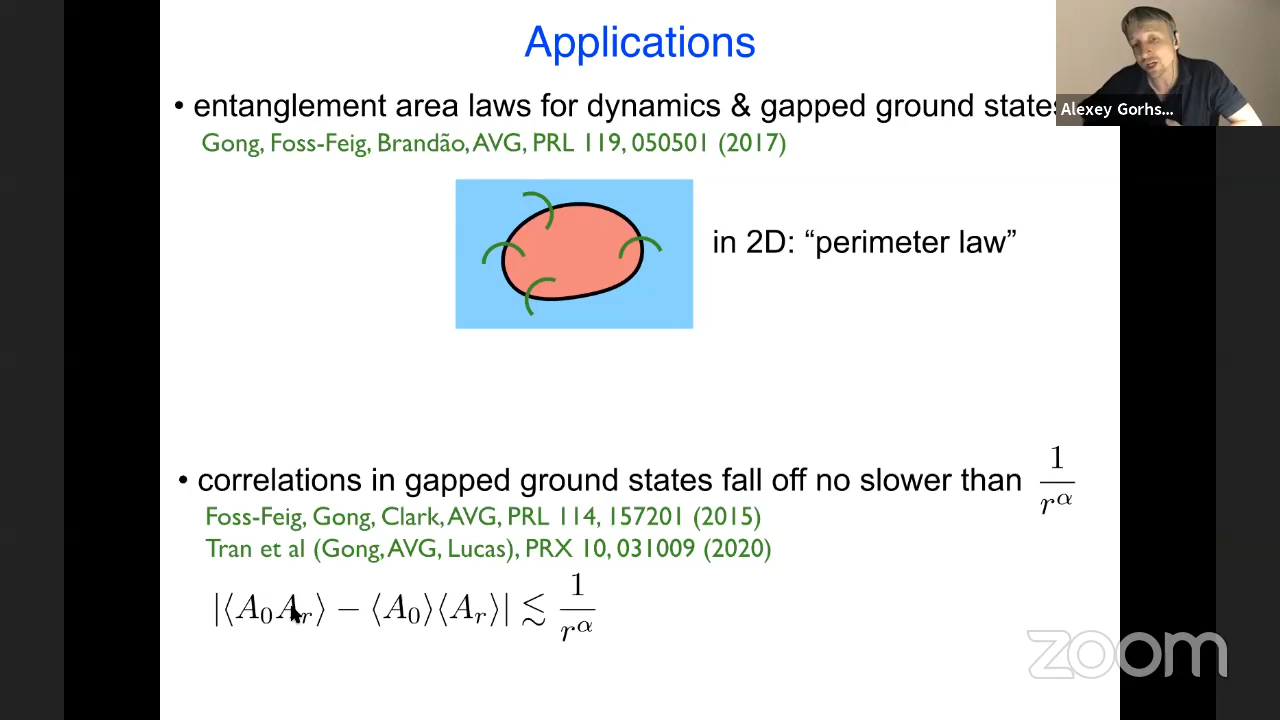 Applications
• entanglement area laws for dynamics & gapped ground states
Alexey Gorhs...
Gong, Foss-Feig, Brandão, AVG, PRL 119, 050501 (2017)
in 2D: “perimeter law”
• correlations in gapped ground states fall off no slower than 1/r^α
Foss-Feig, Gong, Clark, AVG, PRL 114, 157201 (2015)
Tran et al (Gong, AVG, Lucas), PRX 10, 031009 (2020)
|⟨A₀Aᵣ⟩ − ⟨A₀⟩⟨Aᵣ⟩| ≲ 1/r^α
zoom